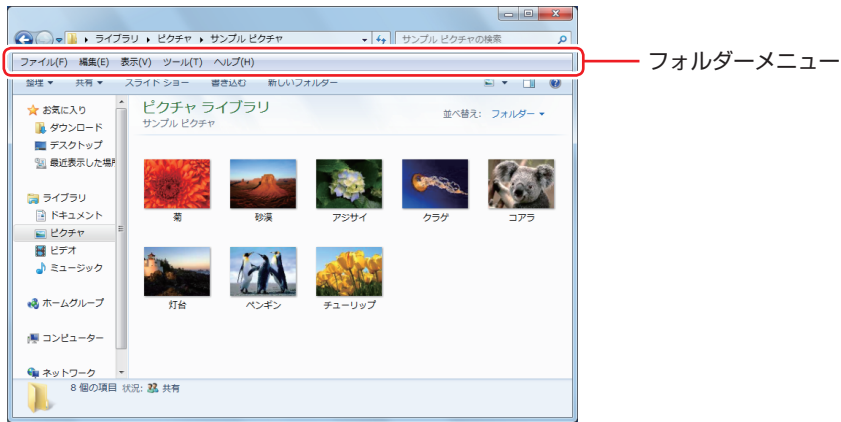 ライブラリ ピクチャ サンプル ピクチャ サンプル ピクチャの検索
ファイル(F) 編集(E) 表示(V) ツール(T) ヘルプ(H)
フォルダーメニュー
整理 共有 スライド ショー 書き込む 新しいフォルダー
お気に入り
ダウンロード
デスクトップ
最近表示した場所
ライブラリ
ドキュメント
ピクチャ
ビデオ
ミュージック
ホームグループ
コンピューター
ネットワーク
ピクチャ ライブラリ
サンプル ピクチャ
並べ替え: フォルダー
菊 砂漠 アジサイ クラゲ コアラ
灯台 ペンギン チューリップ
8 個の項目 状況: 共有